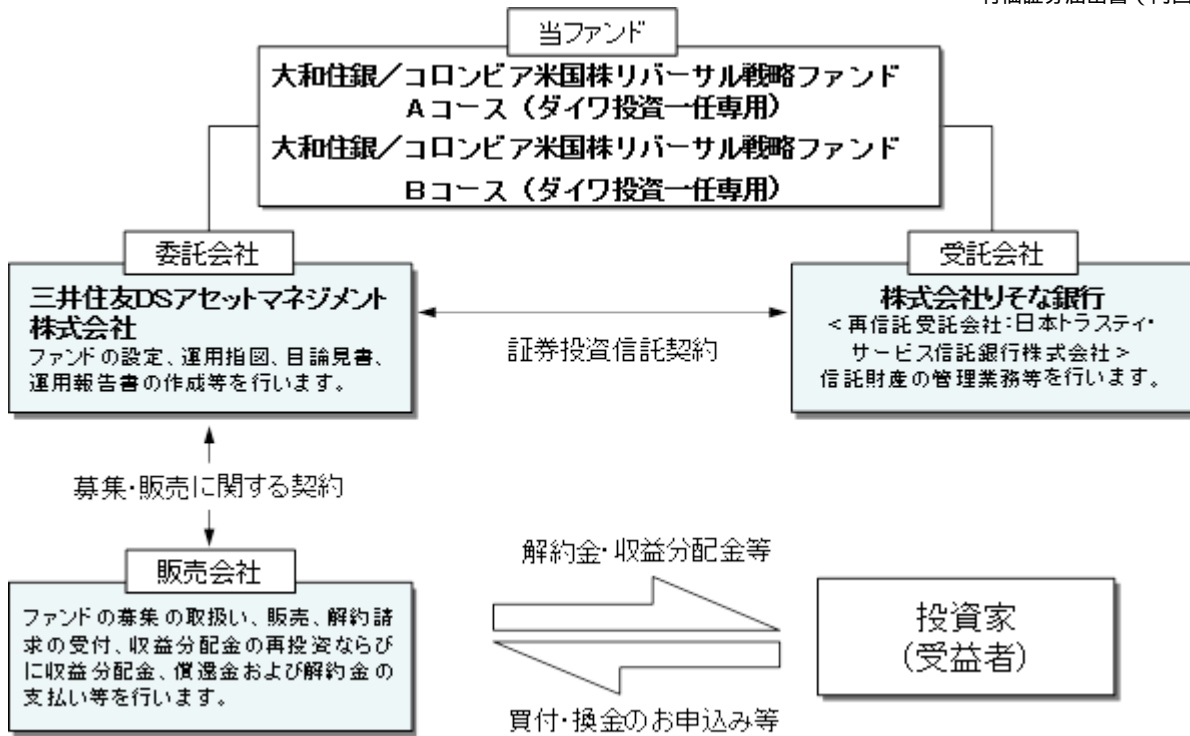 当ファンド
大和住銀／コロンビア米国株リバーサル戦略ファンド
Aコース（ダイワ投資一任専用）
大和住銀／コロンビア米国株リバーサル戦略ファンド
Bコース（ダイワ投資一任専用）
委託会社
三井住友DSアセットマネジメント
株式会社
ファンドの設定、運用指図、目論見書、
運用報告書の作成等を行います。
受託会社
株式会社りそな銀行
＜再信託受託会社：日本トラスティ・
サービス信託銀行株式会社＞
信託財産の管理業務等を行います。
証券投資信託契約
募集・販売に関する契約
販売会社
ファンドの募集の取扱い、販売、解約請
求の受付、収益分配金の再投資ならび
に収益分配金、償還金および解約金の
支払い等を行います。
解約金・収益分配金等
投資家
（受益者）
買付・換金のお申込み等